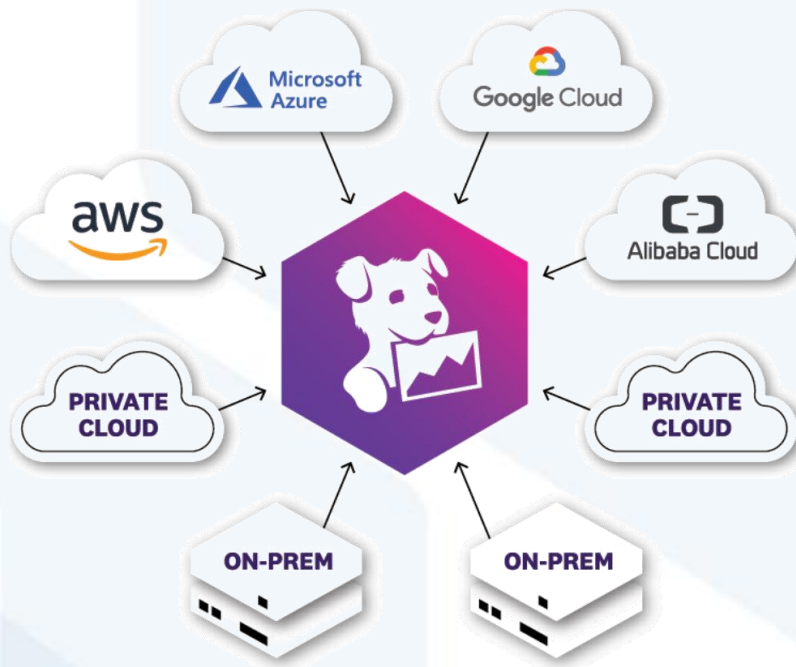 Microsoft
Azure
Google Cloud
aws
Alibaba Cloud
PRIVATE
CLOUD
PRIVATE
CLOUD
ON-PREM
ON-PREM